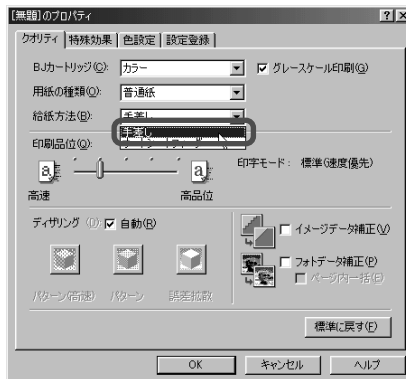 [無題]のプロパティ
クオリティ 特殊効果 色設定 設定登録
BJカートリッジ(C): カラー グレースケール印刷(G)
用紙の種類(O): 普通紙
給紙方法(B): 手差し
手差し
印刷品位(Q):
印字モード: 標準(速度優先)
高速 高品位
ディザリング (D) 自動(R)
イメージデータ補正(V)
フォトデータ補正(P)
ページ内一括(E)
パターン(高速) パターン 誤差拡散
標準に戻す(F)
OK キャンセル ヘルプ